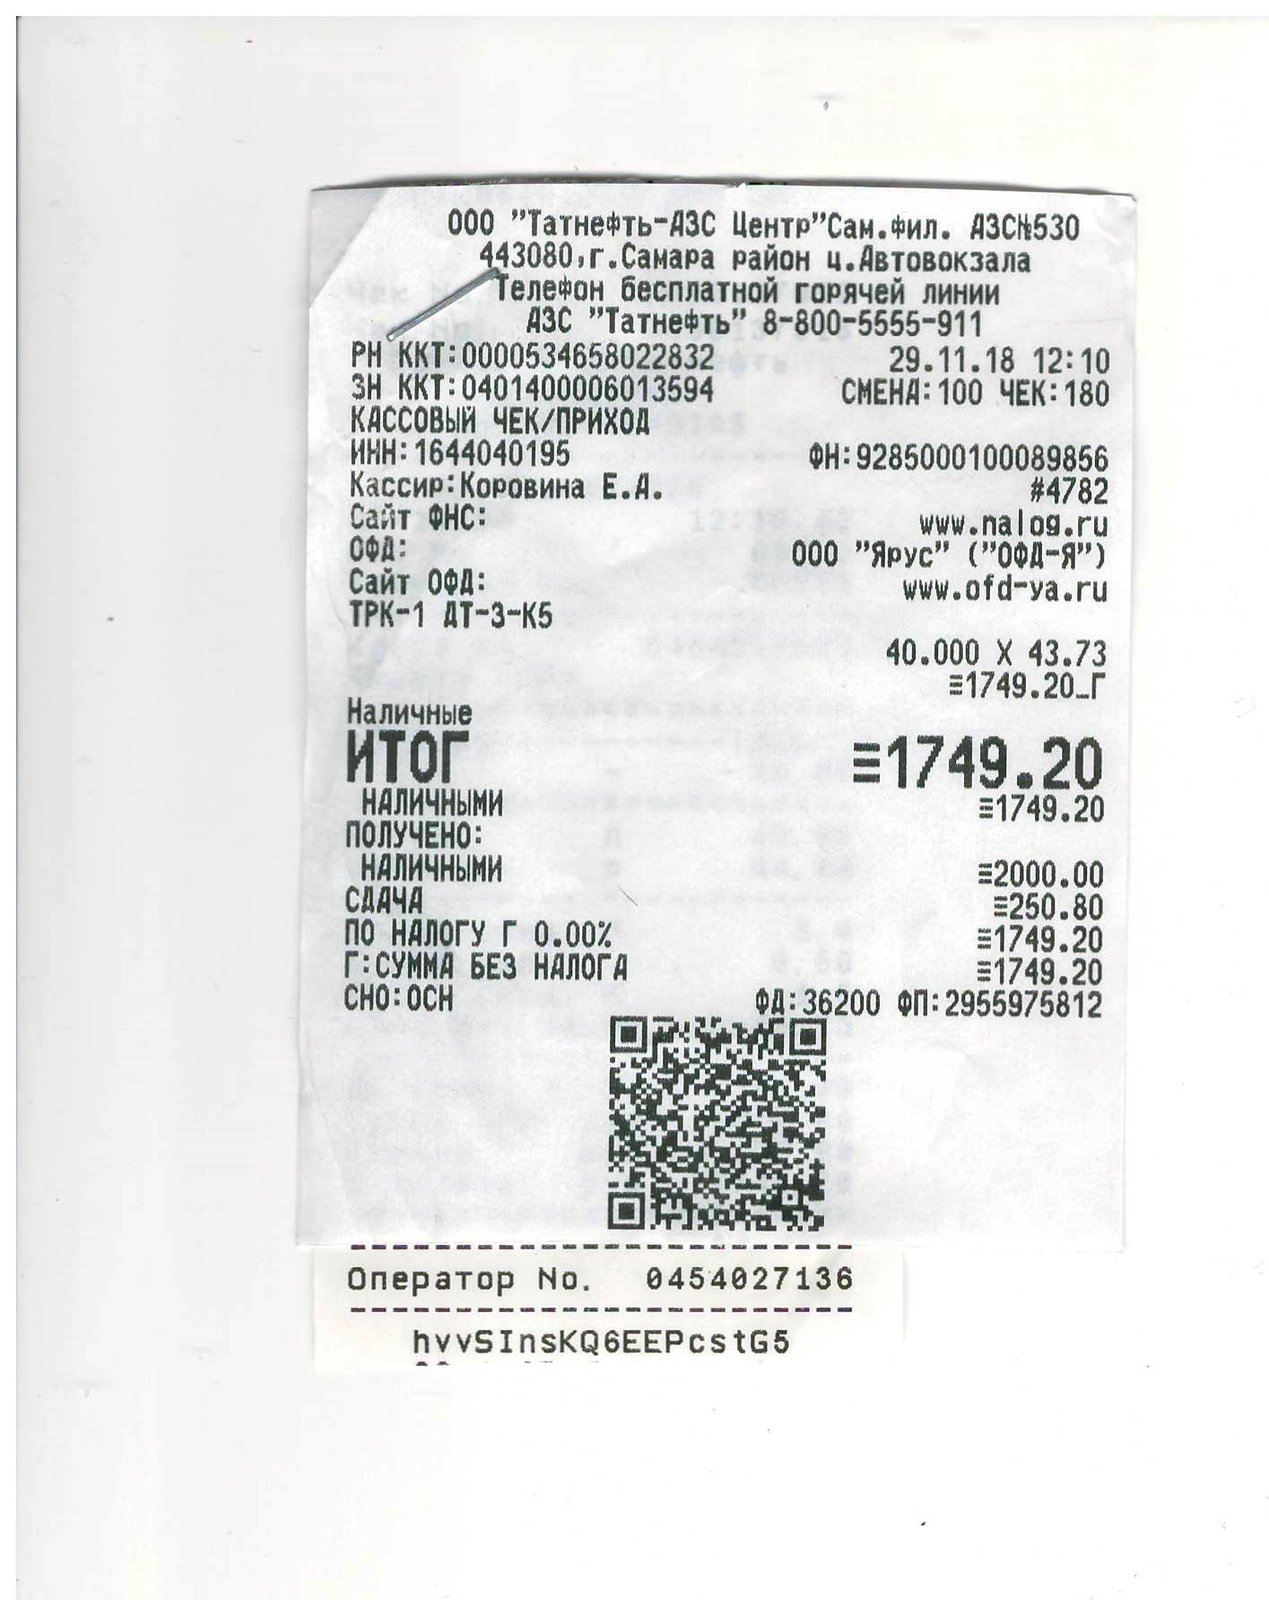 ООО "Татнефть-АЗС Центр"Сам.фил. АЗС№530
443080,г.Самара район ц.Автовокзала
Телефон бесплатной горячей линии
АЗС "Татнефть" 8-800-5555-911
РН ККТ:0000534658022832 29.11.18 12:10
ЗН ККТ:0401400006013594 СМЕНА:100 ЧЕК:180
КАССОВЫЙ ЧЕК/ПРИХОД
ИНН:1644040195 ФН:9285000100089856
Кассир:Коровина Е.А. #4782
Сайт ФНС: www.nalog.ru
ОФД: ООО "Ярус" ("ОФД-Я")
Сайт ОФД: www.ofd-ya.ru
ТРК-1 ДТ-З-К5
40.000 X 43.73
≡1749.20_Г
Наличные
ИТОГ ≡1749.20
НАЛИЧНЫМИ ≡1749.20
ПОЛУЧЕНО:
НАЛИЧНЫМИ ≡2000.00
СДАЧА ≡250.80
ПО НАЛОГУ Г 0.00% ≡1749.20
Г:СУММА БЕЗ НАЛОГА ≡1749.20
СНО:ОСН ФД:36200 ФП:2955975812
Оператор No. 0454027136
hvvSInsKQ6EEPcstG5